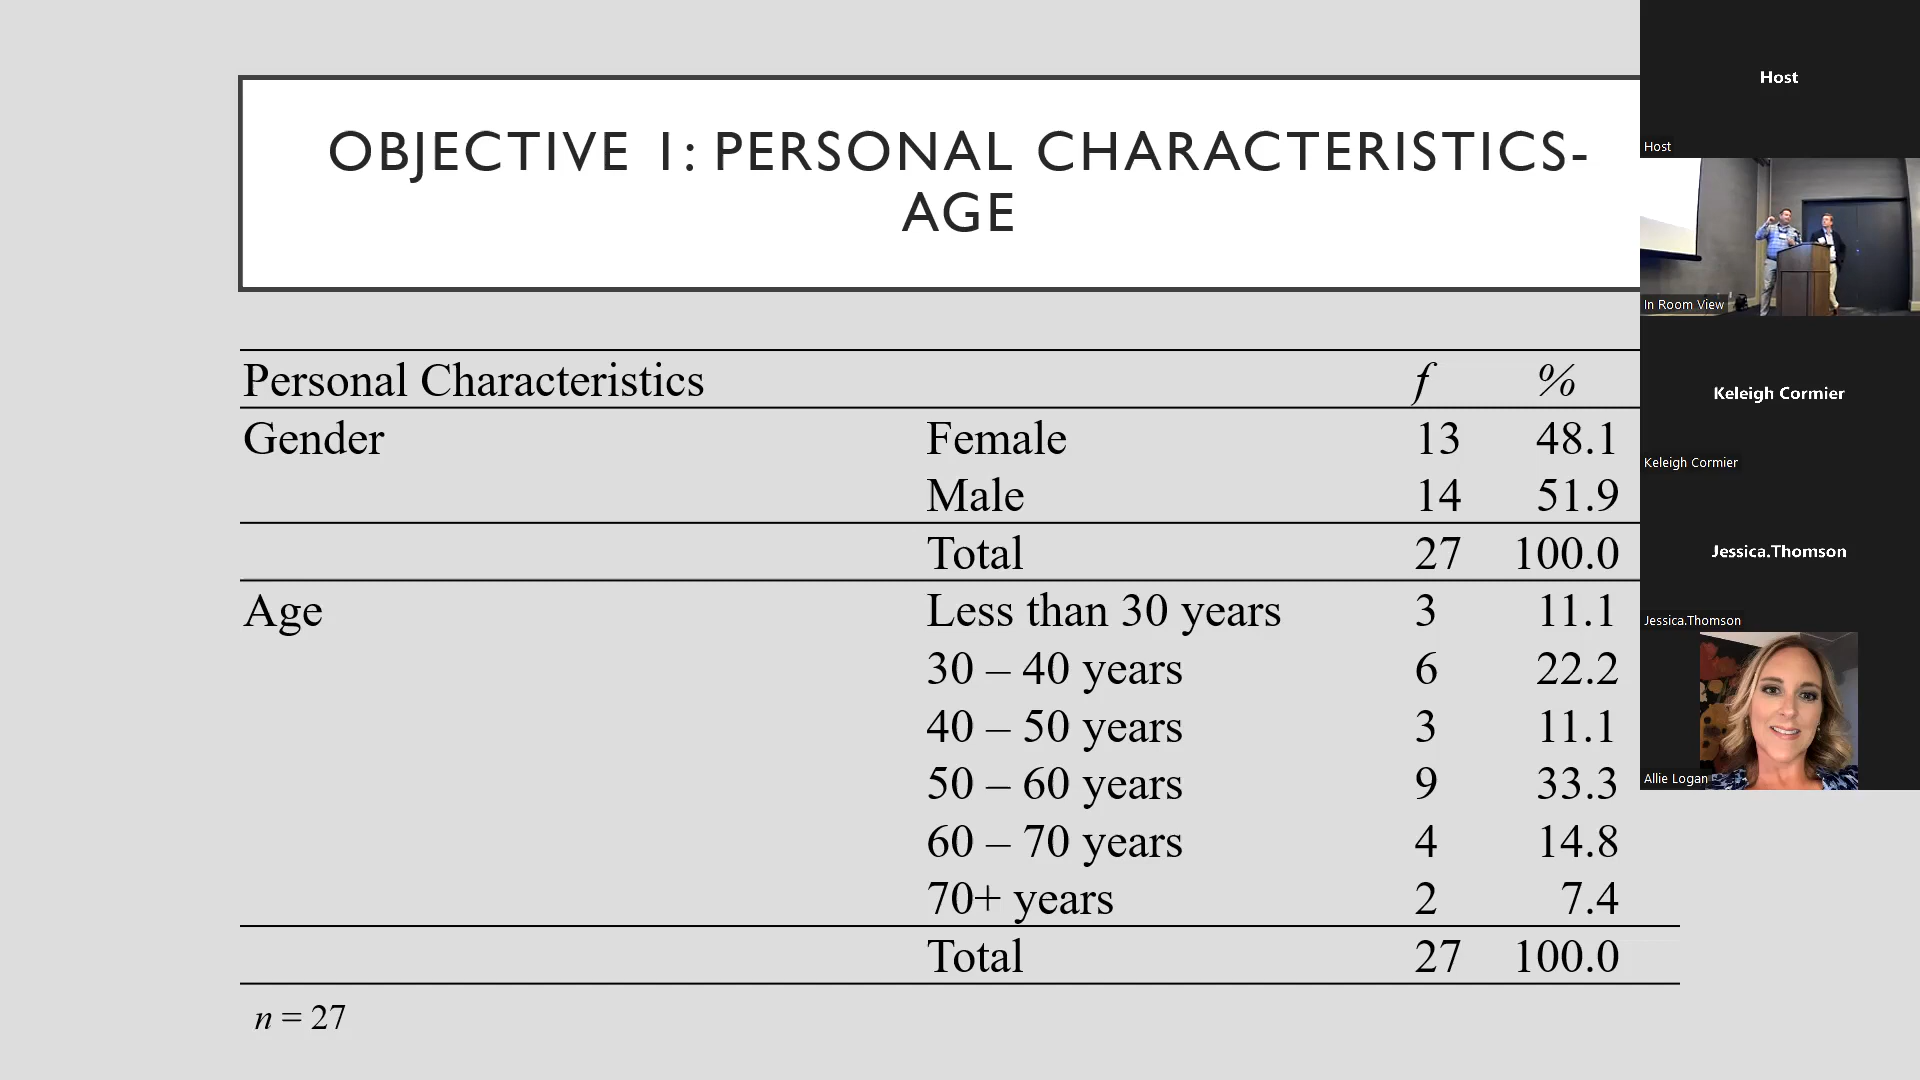 OBJECTIVE 1: PERSONAL CHARACTERISTICS-
AGE
Personal Characteristics f %
Gender Female 13 48.1
Male 14 51.9
Total 27 100.0
Age Less than 30 years 3 11.1
30 – 40 years 6 22.2
40 – 50 years 3 11.1
50 – 60 years 9 33.3
60 – 70 years 4 14.8
70+ years 2 7.4
Total 27 100.0
n = 27
Host
Host
In Room View
Keleigh Cormier
Keleigh Cormier
Jessica.Thomson
Jessica.Thomson
Allie Logan